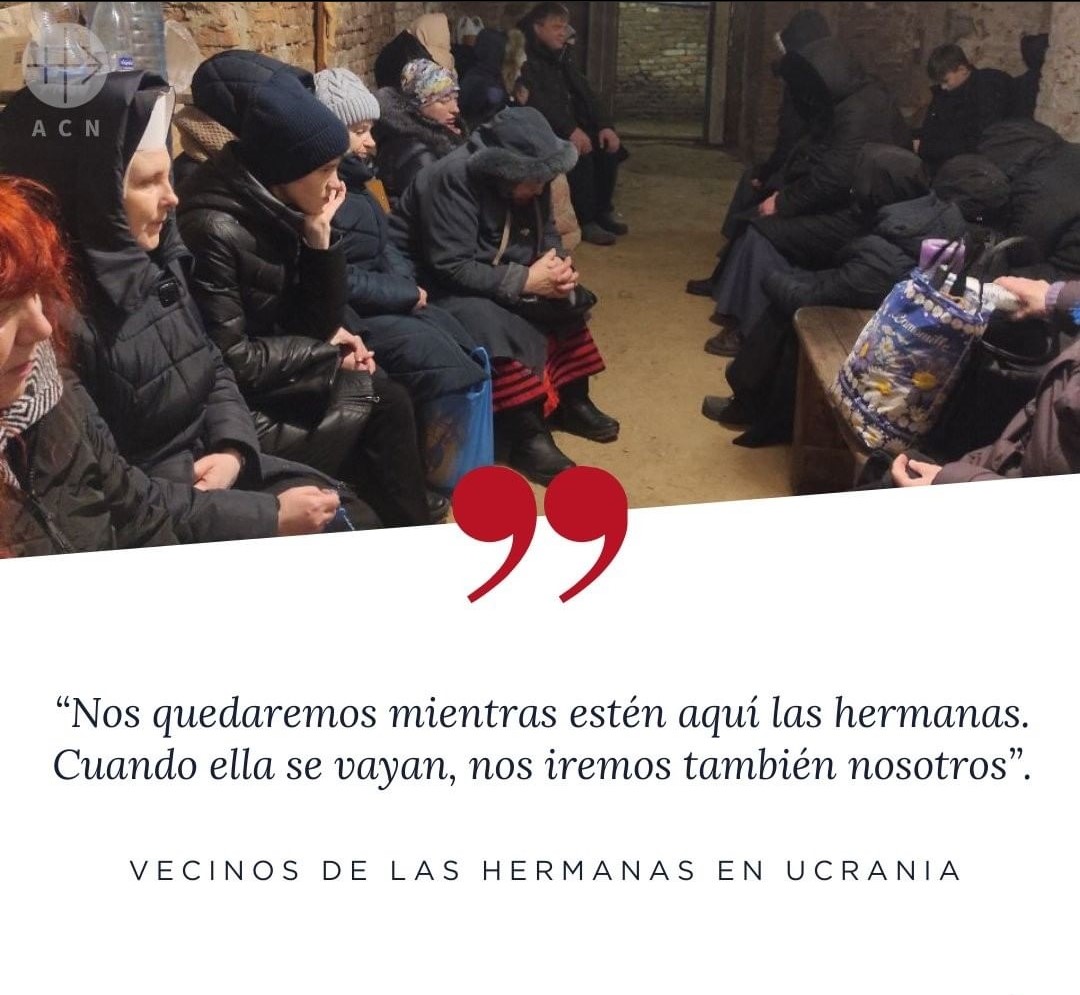 ACN
“Nos quedaremos mientras estén aquí las hermanas.
Cuando ella se vayan, nos iremos también nosotros”.
VECINOS DE LAS HERMANAS EN UCRANIA